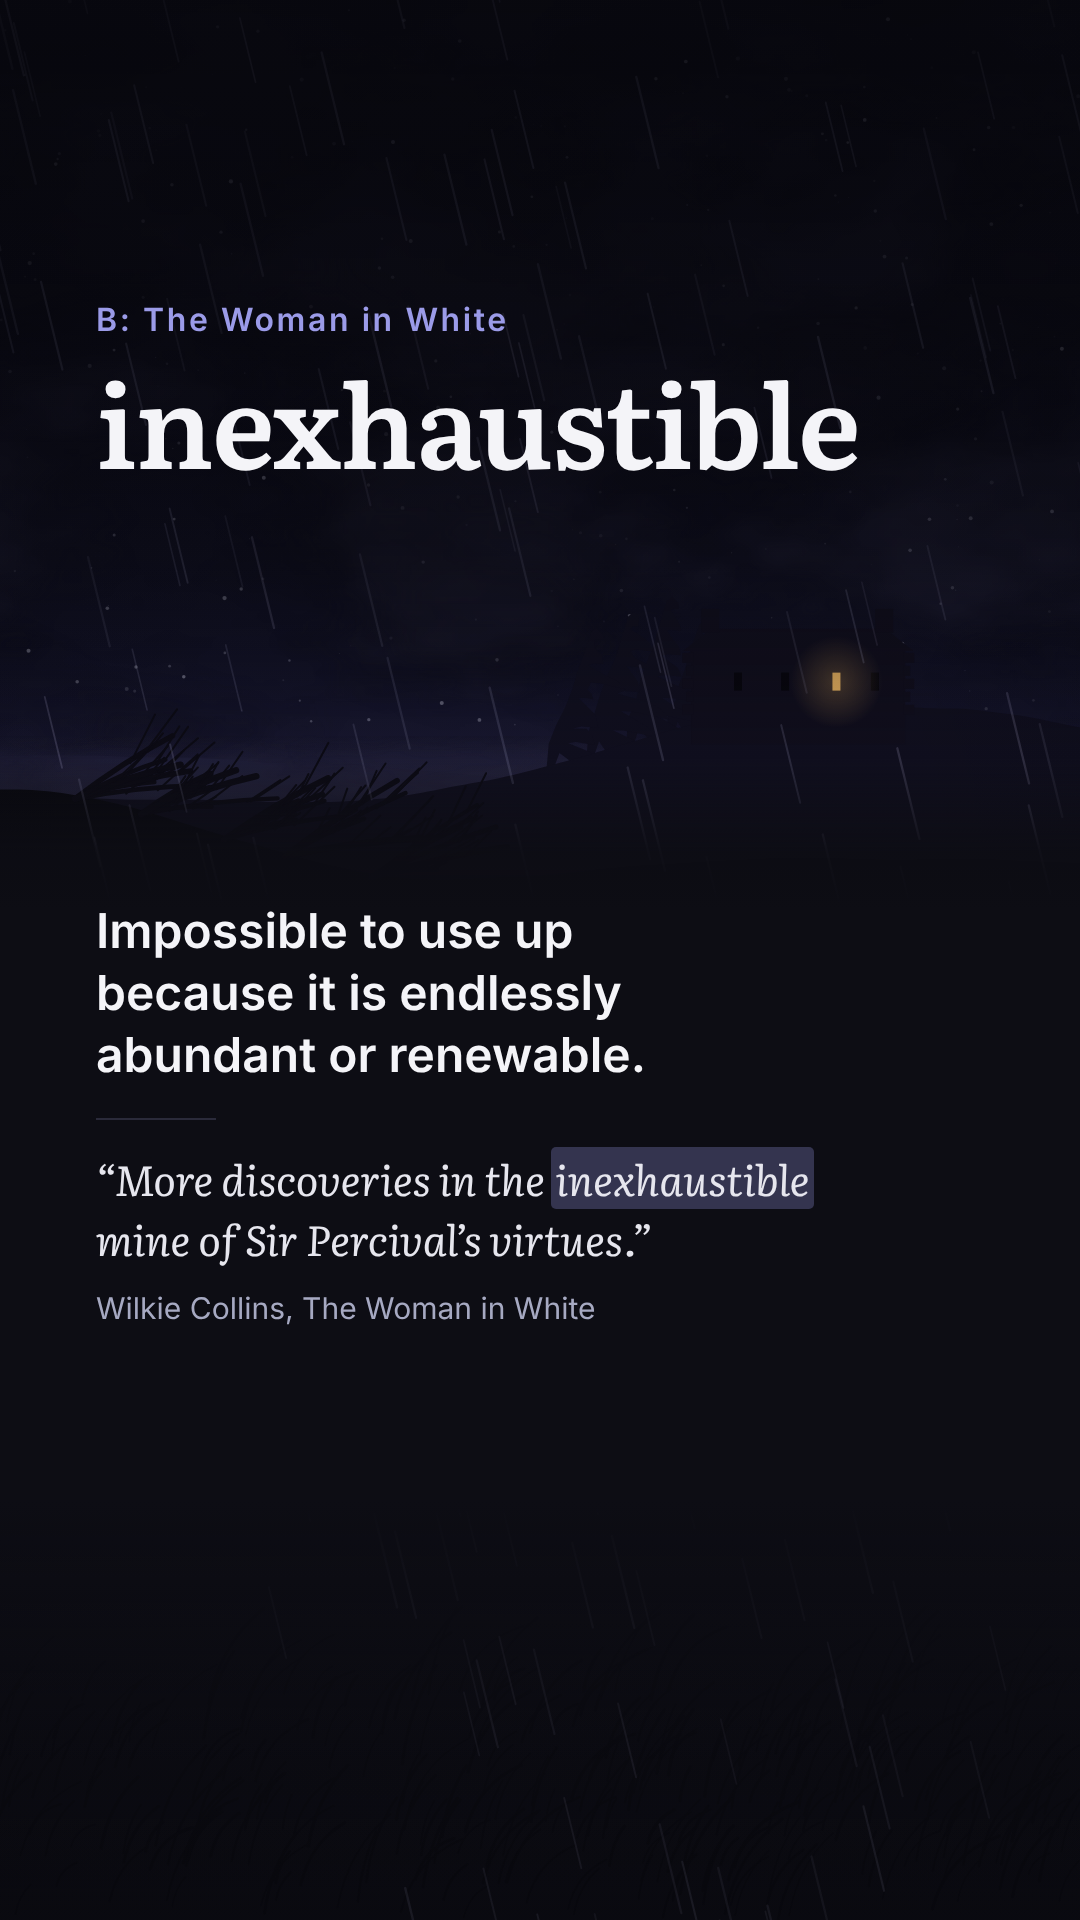 B: The Woman in White
inexhaustible
Impossible to use up
because it is endlessly
abundant or renewable.
“More discoveries in the inexhaustible
mine of Sir Percival’s virtues.”
Wilkie Collins, The Woman in White